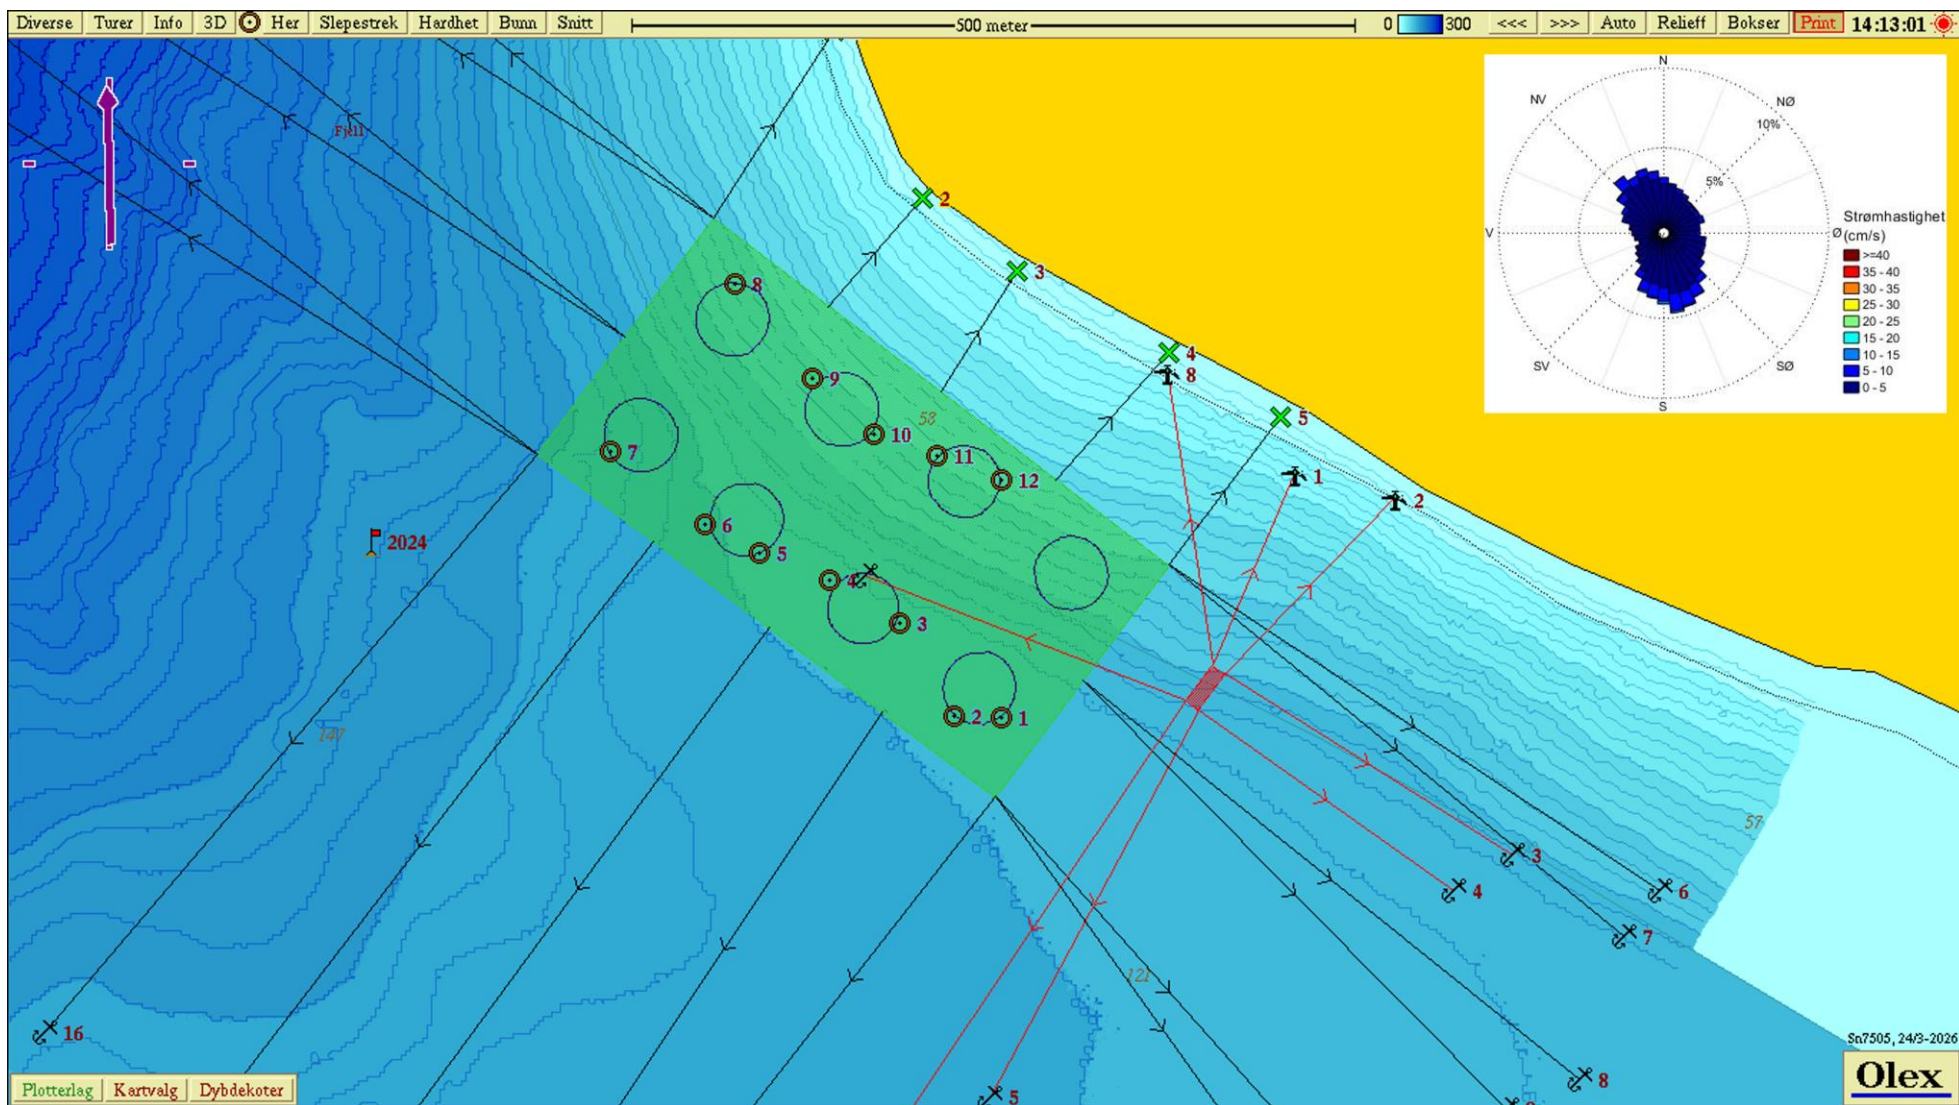 Diverse Turer Info 3D Her Slepestrek Hardhet Bunn Snitt 500 meter 0 300 <<< >>> Auto Relieff Bokser Print 14:13:01
N
NV NØ
10%
5%
V Ø
SV SØ
S
Strømhastighet
(cm/s)
>=40
35 - 40
30 - 35
25 - 30
20 - 25
15 - 20
10 - 15
5 - 10
0 - 5
Fjell
2
3
4
8
5
1
2
8
9
10
58
11
12
7
6
5
4
3
2
1
2024
147
57
3
4
6
7
121
16
8
5
Sn7505, 24/3-2026
Olex
Plotterlag Kartvalg Dybdekoter